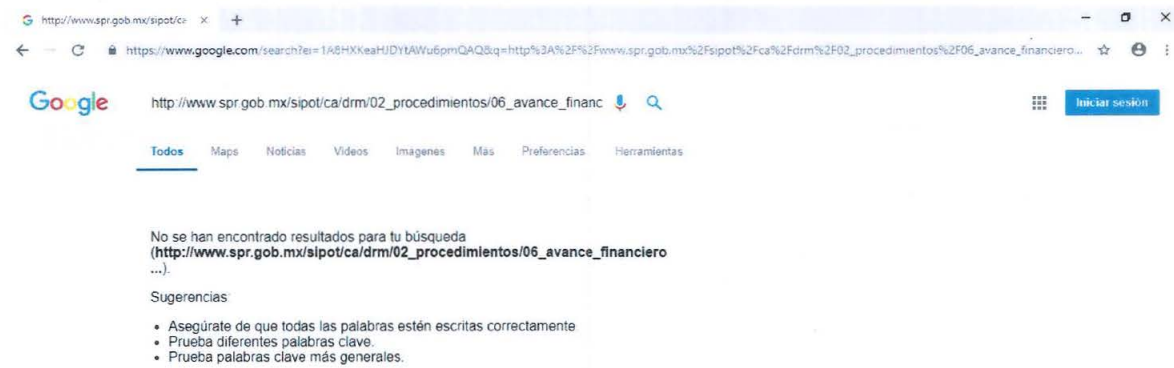 http://www.spr.gob.mx/sipot/ca × +
https://www.google.com/search?ei=1A8HXKeaHJDYtAWu6pmQAQ&q=http%3A%2F%2Fwww.spr.gob.mx%2Fsipot%2Fca%2Fdrm%2F02_procedimientos%2F06_avance_financiero...
Google http://www.spr.gob.mx/sipot/ca/drm/02_procedimientos/06_avance_financ Iniciar sesión
Todos Maps Noticias Videos Imagenes Más Preferencias Herramientas
No se han encontrado resultados para tu búsqueda
(http://www.spr.gob.mx/sipot/ca/drm/02_procedimientos/06_avance_financiero
...).
Sugerencias
• Asegúrate de que todas las palabras estén escritas correctamente
• Prueba diferentes palabras clave.
• Prueba palabras clave más generales.